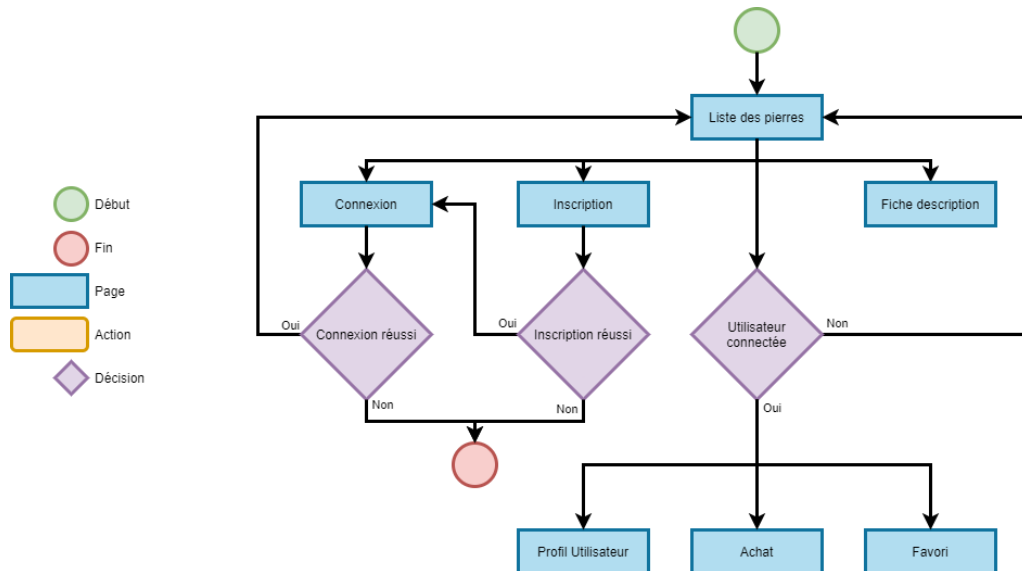 Liste des pierres
Connexion
Inscription
Fiche description
Début
Fin
Page
Action
Décision
Oui
Connexion réussi
Oui
Inscription réussi
Utilisateur
connectée
Non
Non
Non
Oui
Profil Utilisateur
Achat
Favori